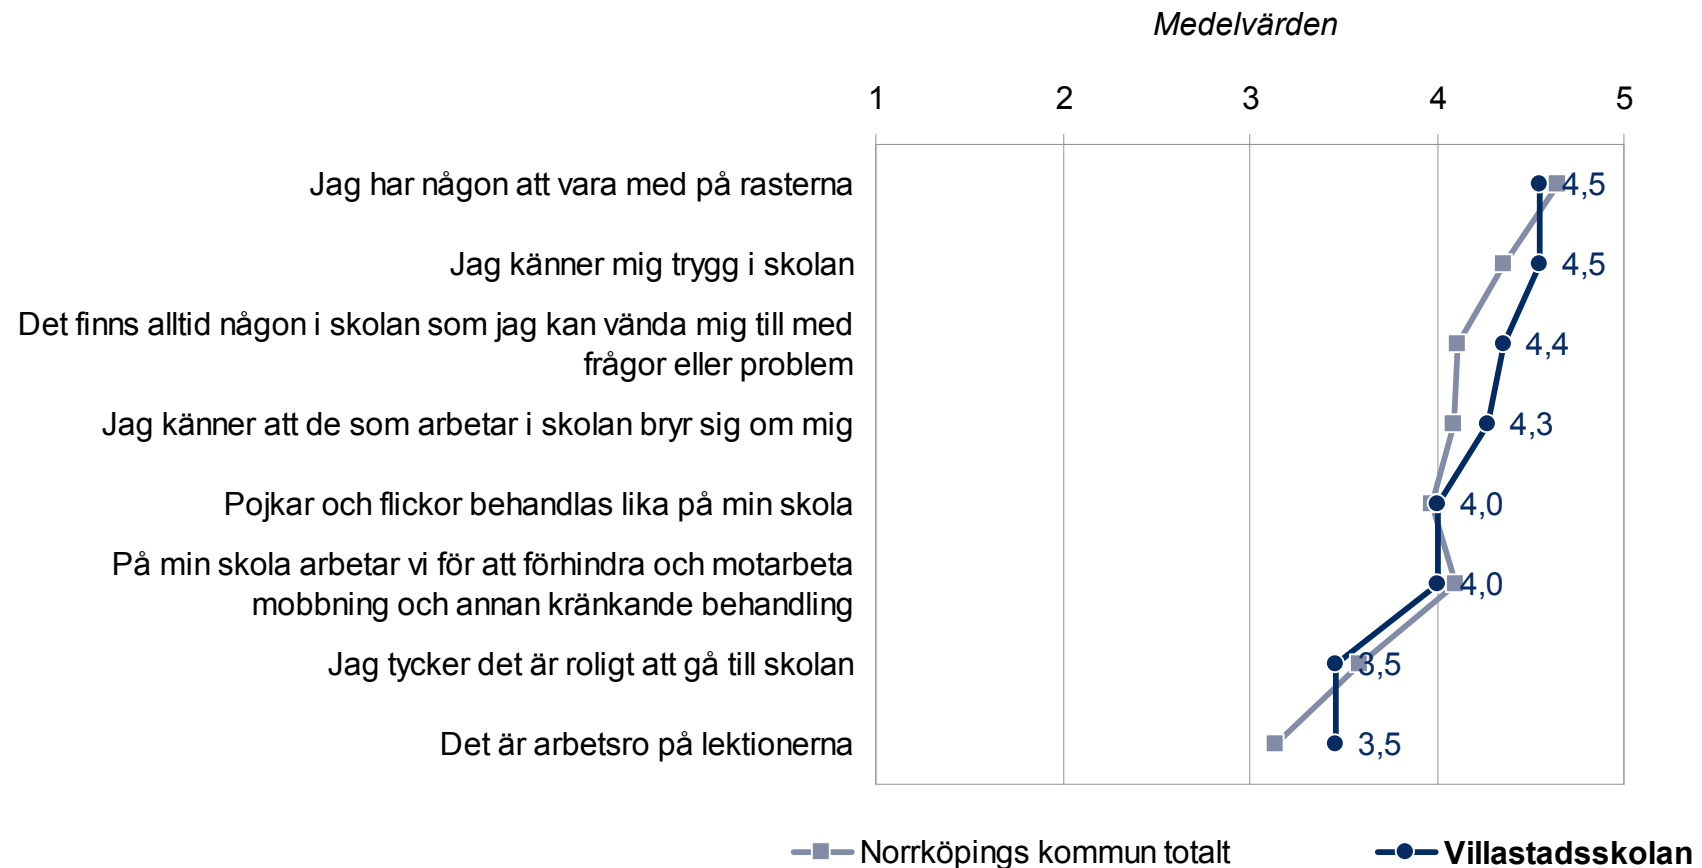 Medelvärden
1 2 3 4 5
Jag har någon att vara med på rasterna 4,5
Jag känner mig trygg i skolan 4,5
Det finns alltid någon i skolan som jag kan vända mig till med
frågor eller problem 4,4
Jag känner att de som arbetar i skolan bryr sig om mig 4,3
Pojkar och flickor behandlas lika på min skola 4,0
På min skola arbetar vi för att förhindra och motarbeta
mobbning och annan kränkande behandling 4,0
Jag tycker det är roligt att gå till skolan 3,5
Det är arbetsro på lektionerna 3,5
Norrköpings kommun totalt Villastadsskolan